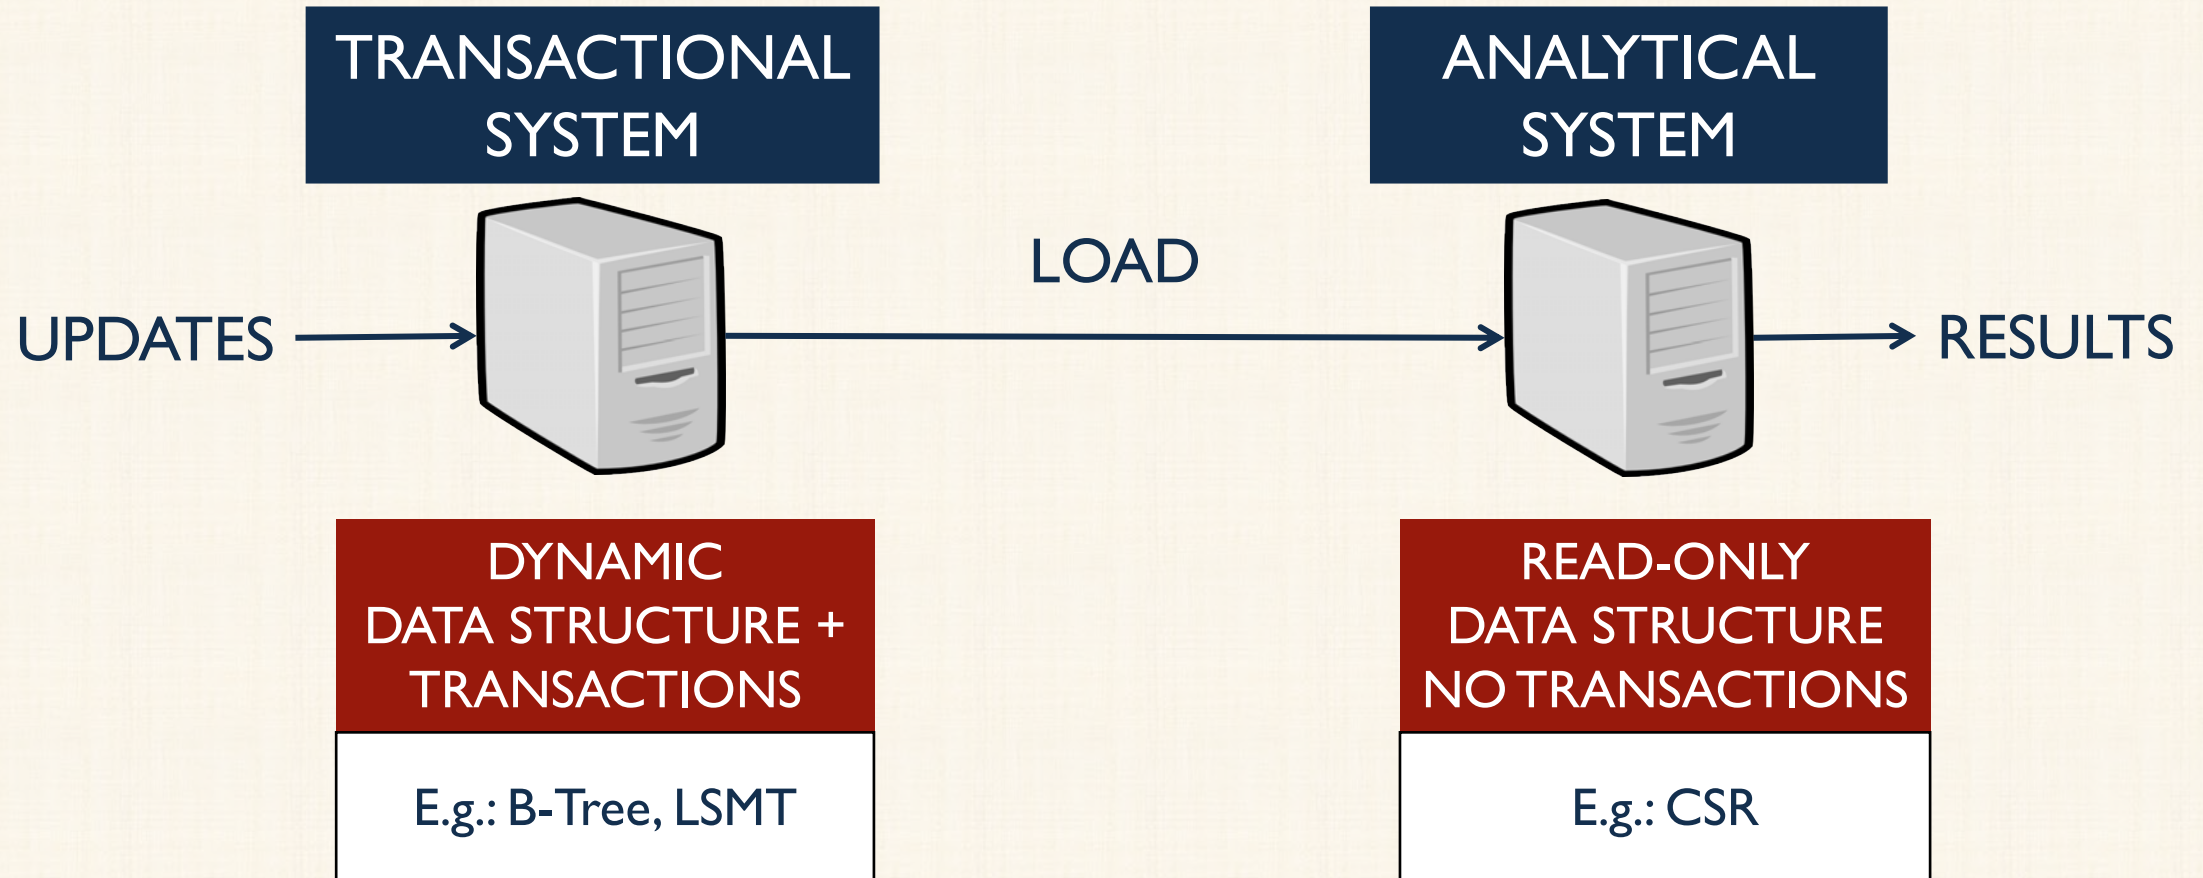 TRANSACTIONAL
SYSTEM
ANALYTICAL
SYSTEM
LOAD
UPDATES
RESULTS
DYNAMIC
DATA STRUCTURE +
TRANSACTIONS
READ-ONLY
DATA STRUCTURE
NO TRANSACTIONS
E.g.: B-Tree, LSMT
E.g.: CSR